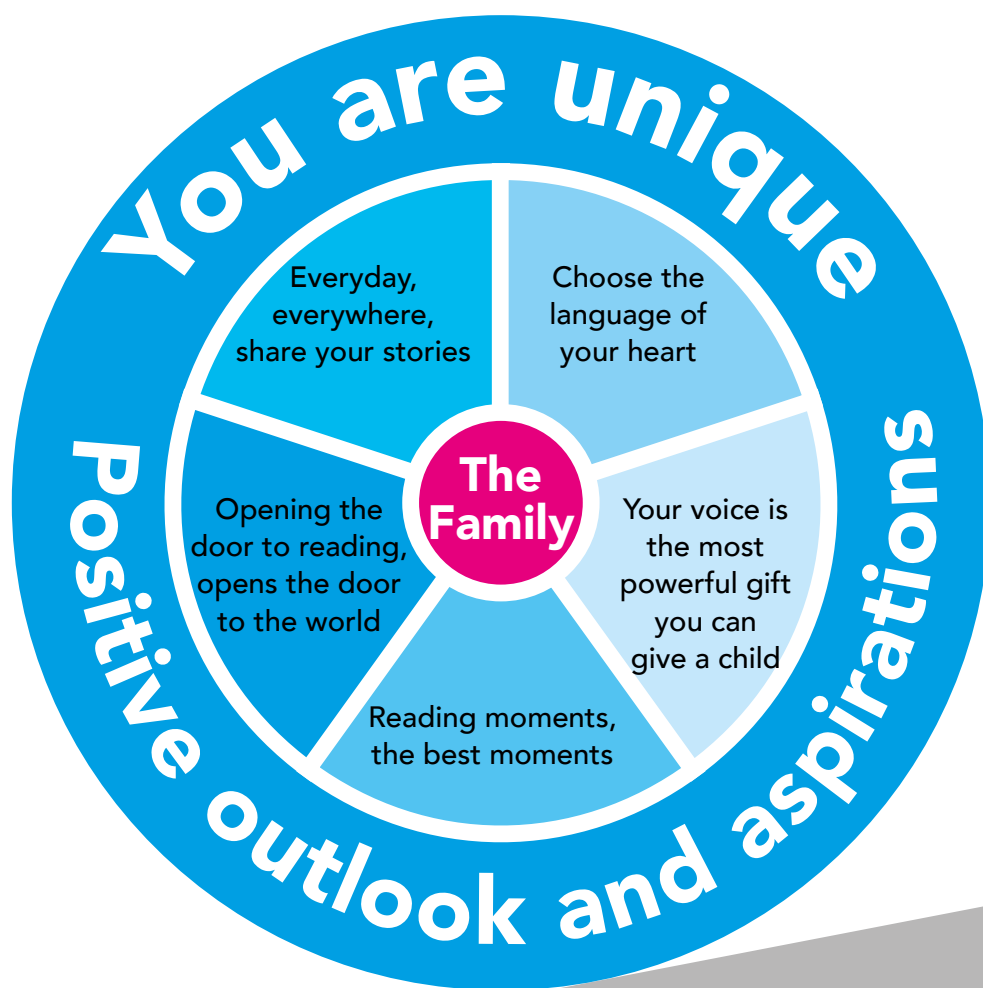 You are unique
Everyday,
everywhere,
share your stories
Choose the
language of
your heart
The
Family
Opening the
door to reading,
opens the door
to the world
Your voice is
the most
powerful gift
you can
give a child
Reading moments,
the best moments
Positive outlook and aspirations